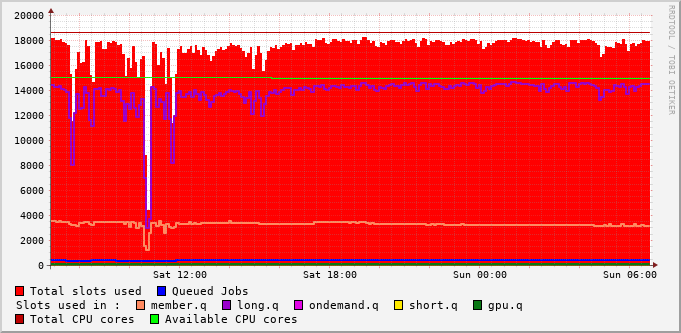 RRDTOOL / TOBI OETIKER
20000
18000
16000
14000
12000
10000
8000
6000
4000
2000
0
Sat 12:00 Sat 18:00 Sun 00:00 Sun 06:00
Total slots used Queued Jobs
Slots used in : member.q long.q ondemand.q short.q gpu.q
Total CPU cores Available CPU cores